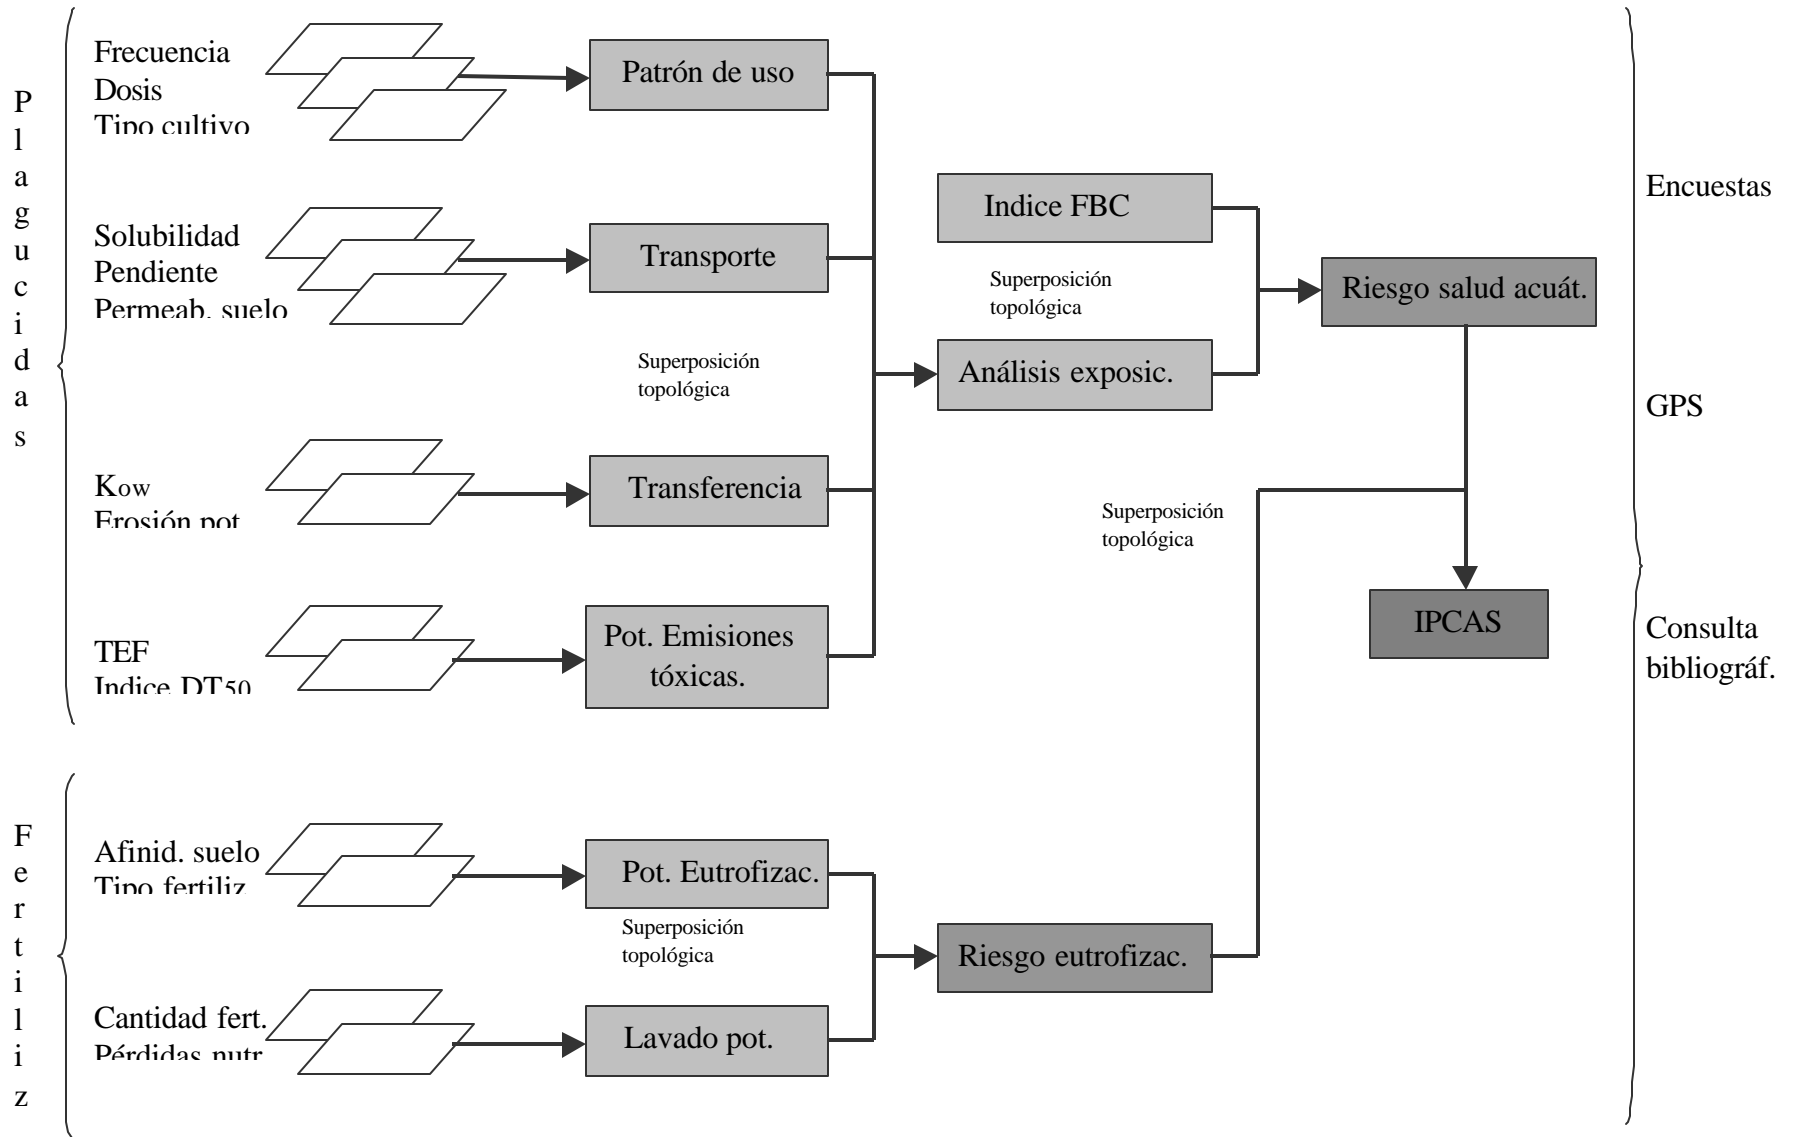 Plaguicidas
Frecuencia
Dosis
Tipo cultivo
Patrón de uso
Solubilidad
Pendiente
Permeab. suelo
Transporte
Superposición
topológica
Kow
Erosión pot
Transferencia
TEF
Indice DT50
Pot. Emisiones
tóxicas.
Indice FBC
Superposición
topológica
Análisis exposic.
Riesgo salud acuát.
Superposición
topológica
IPCAS
Fertiliz
Afinid. suelo
Tipo fertiliz
Pot. Eutrofizac.
Superposición
topológica
Cantidad fert.
Pérdidas nutr
Lavado pot.
Riesgo eutrofizac.
Encuestas
GPS
Consulta
bibliográf.